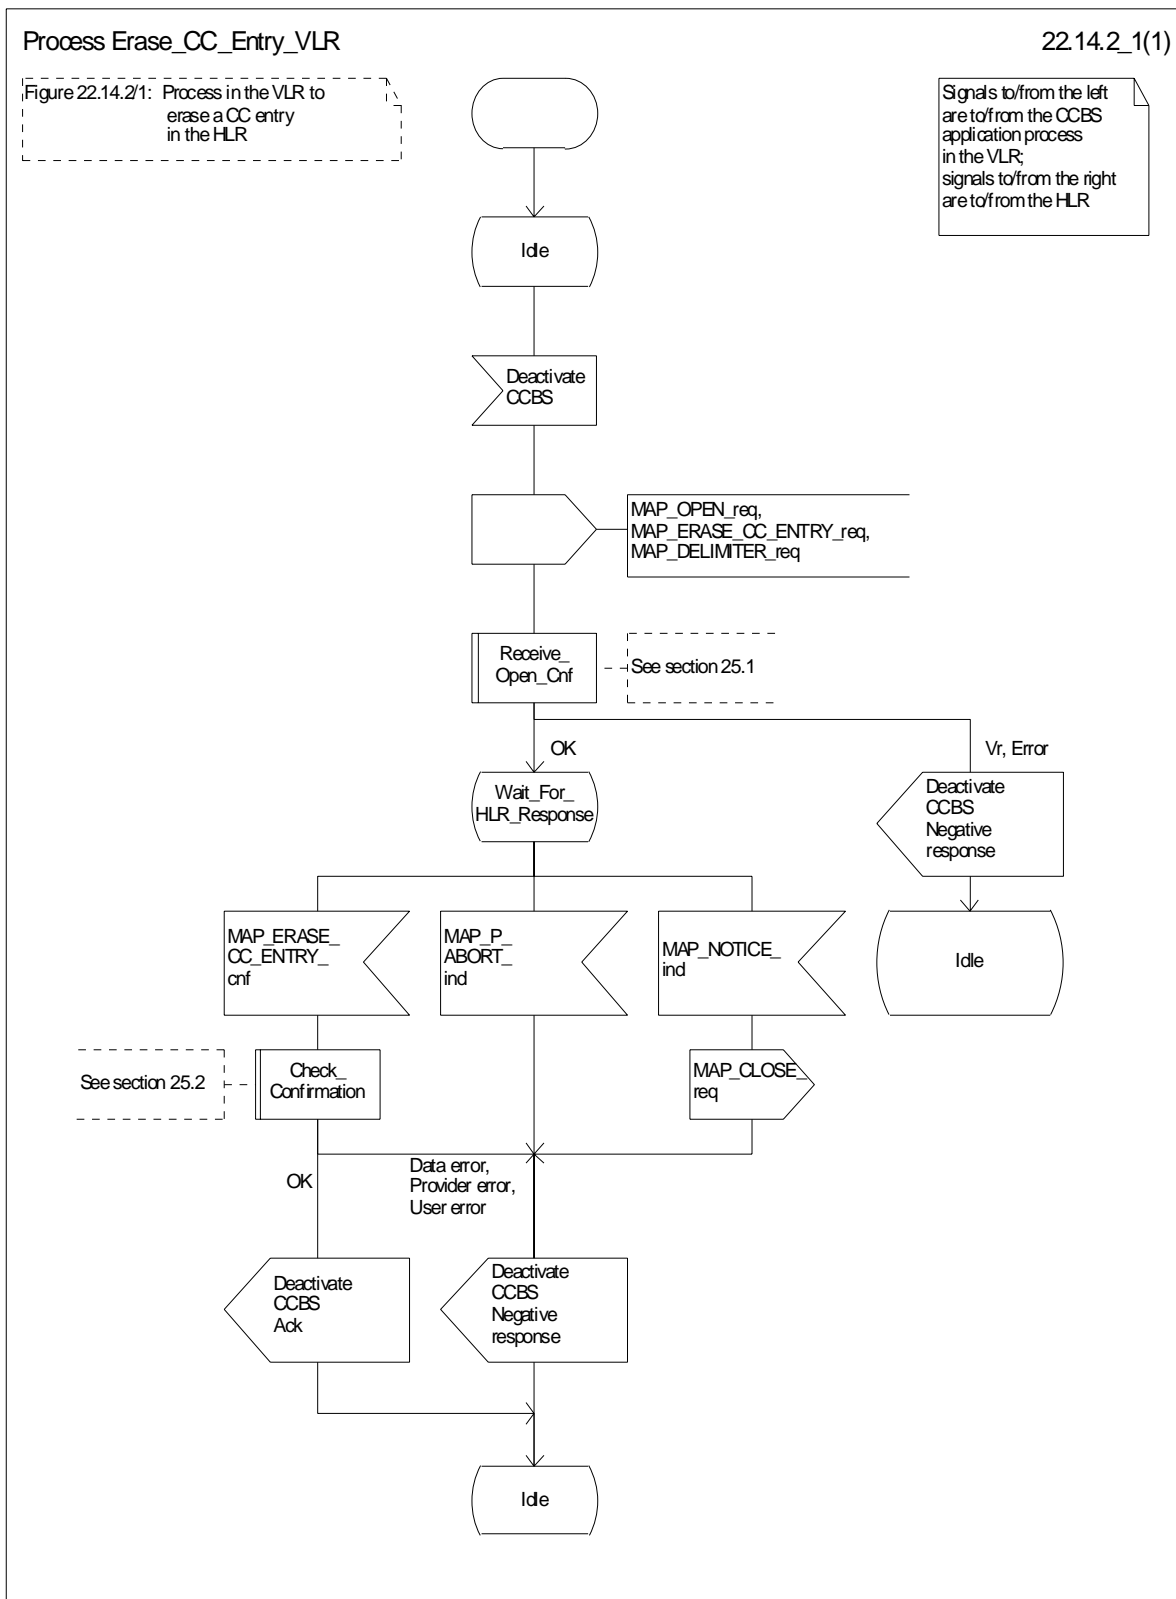 Process Erase_CC_Entry_VLR
22.14.2_1(1)
Figure 22.14.2/1: Process in the VLR to
erase a CC entry
in the HLR
Signals to/from the left
are to/from the CCBS
application process
in the VLR;
signals to/from the right
are to/from the HLR
Idle
Deactivate
CCBS
MAP_OPEN_req,
MAP_ERASE_CC_ENTRY_req,
MAP_DELIMITER_req
Receive_
Open_Cnf
See section 25.1
OK
Vr, Error
Wait_For_
HLR_Response
Deactivate
CCBS
Negative
response
MAP_ERASE_
CC_ENTRY_
cnf
MAP_P_
ABORT_
ind
MAP_NOTICE_
ind
Idle
See section 25.2
Check_
Confirmation
MAP_CLOSE_
req
OK
Data error,
Provider error,
User error
Deactivate
CCBS
Ack
Deactivate
CCBS
Negative
response
Idle